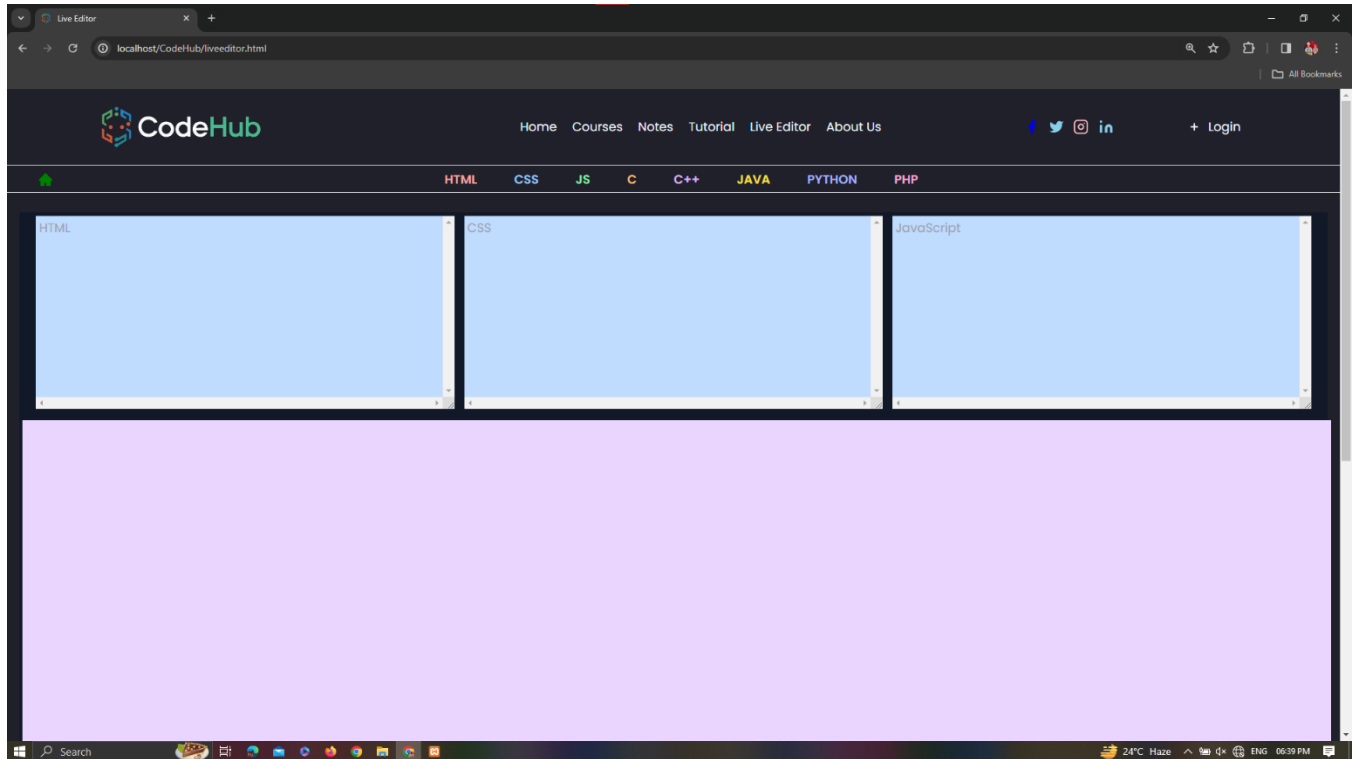 Live Editor
localhost/CodeHub/liveeditor.html
All Bookmarks
CodeHub Home Courses Notes Tutorial Live Editor About Us + Login
HTML CSS JS C C++ JAVA PYTHON PHP
HTML CSS JavaScript
Search 24°C Haze ENG 06:39 PM